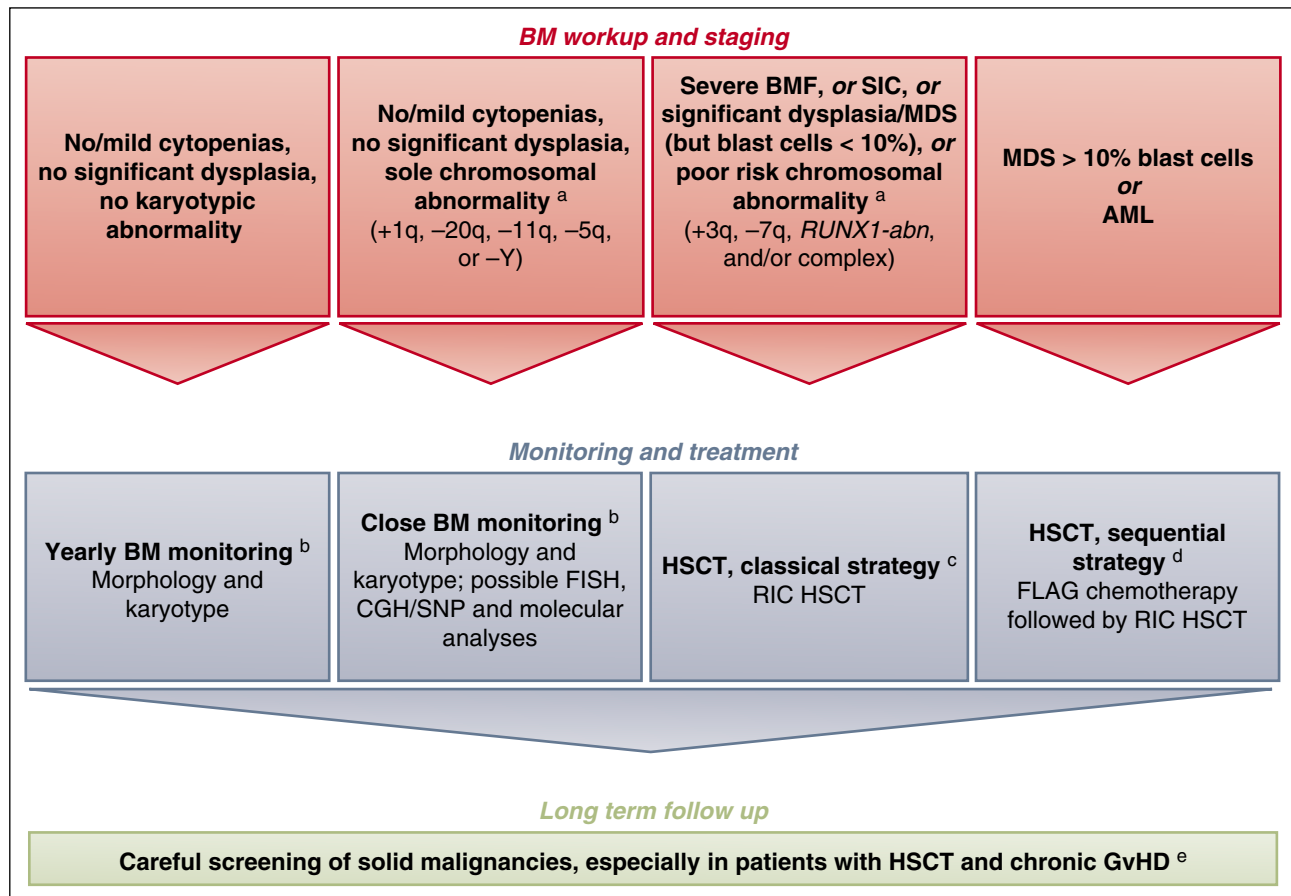 BM workup and staging
No/mild cytopenias,
no significant dysplasia,
no karyotypic
abnormality
No/mild cytopenias,
no significant dysplasia,
sole chromosomal
abnormality a
(+1q, –20q, –11q, –5q,
or –Y)
Severe BMF, or SIC, or
significant dysplasia/MDS
(but blast cells < 10%), or
poor risk chromosomal
abnormality a
(+3q, –7q, RUNX1-abn,
and/or complex)
MDS > 10% blast cells
or
AML
Monitoring and treatment
Yearly BM monitoring b
Morphology and
karyotype
Close BM monitoring b
Morphology and
karyotype; possible FISH,
CGH/SNP and molecular
analyses
HSCT, classical strategy c
RIC HSCT
HSCT, sequential
strategy d
FLAG chemotherapy
followed by RIC HSCT
Long term follow up
Careful screening of solid malignancies, especially in patients with HSCT and chronic GvHD e